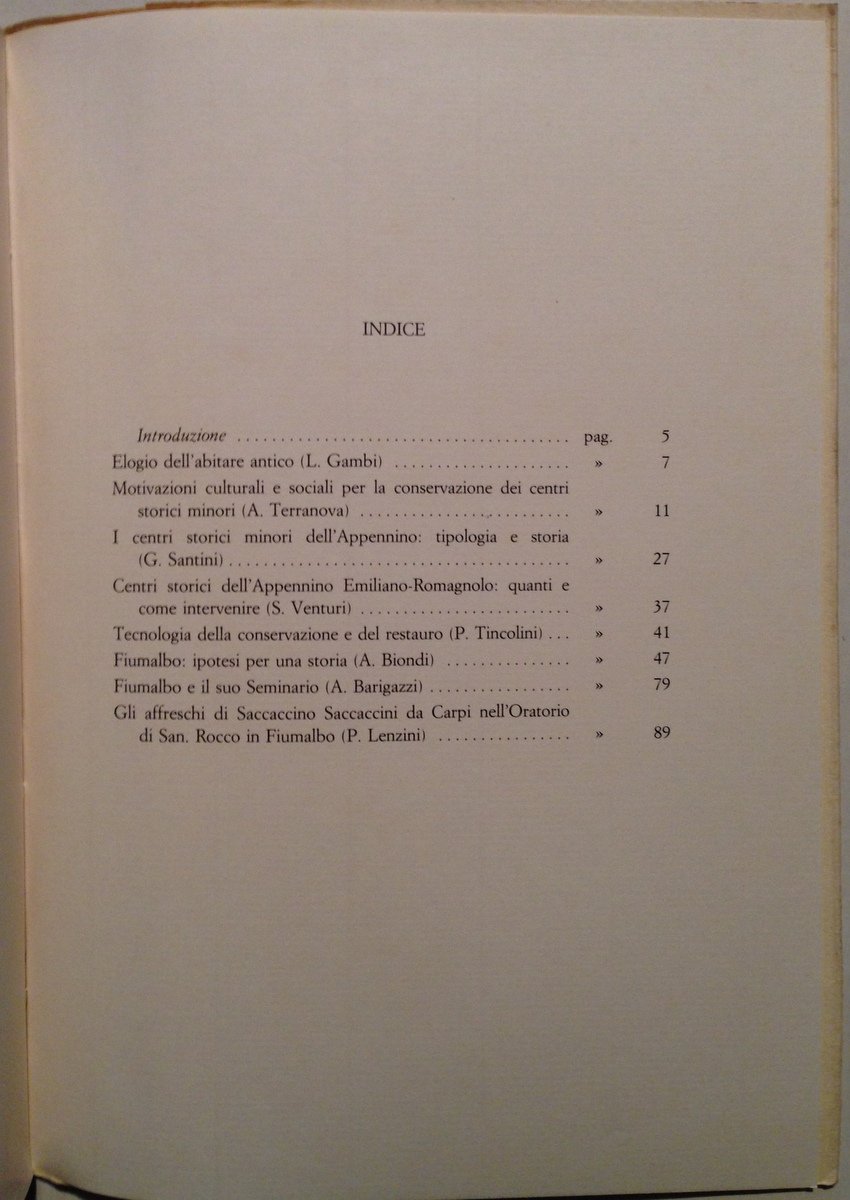 INDICE
Introduzione ....................................... pag. 5
Elogio dell'abitare antico (L. Gambi) ..................... » 7
Motivazioni culturali e sociali per la conservazione dei centri
storici minori (A. Terranova) ......................... » 11
I centri storici minori dell'Appennino: tipologia e storia
(G. Santini) ........................................ » 27
Centri storici dell'Appennino Emiliano-Romagnolo: quanti e
come intervenire (S. Venturi) ......................... » 37
Tecnologia della conservazione e del restauro (P. Tincolini) ... » 41
Fiumalbo: ipotesi per una storia (A. Biondi) ............... » 47
Fiumalbo e il suo Seminario (A. Barigazzi) ................. » 79
Gli affreschi di Saccaccino Saccaccini da Carpi nell'Oratorio
di San. Rocco in Fiumalbo (P. Lenzini) ................ » 89